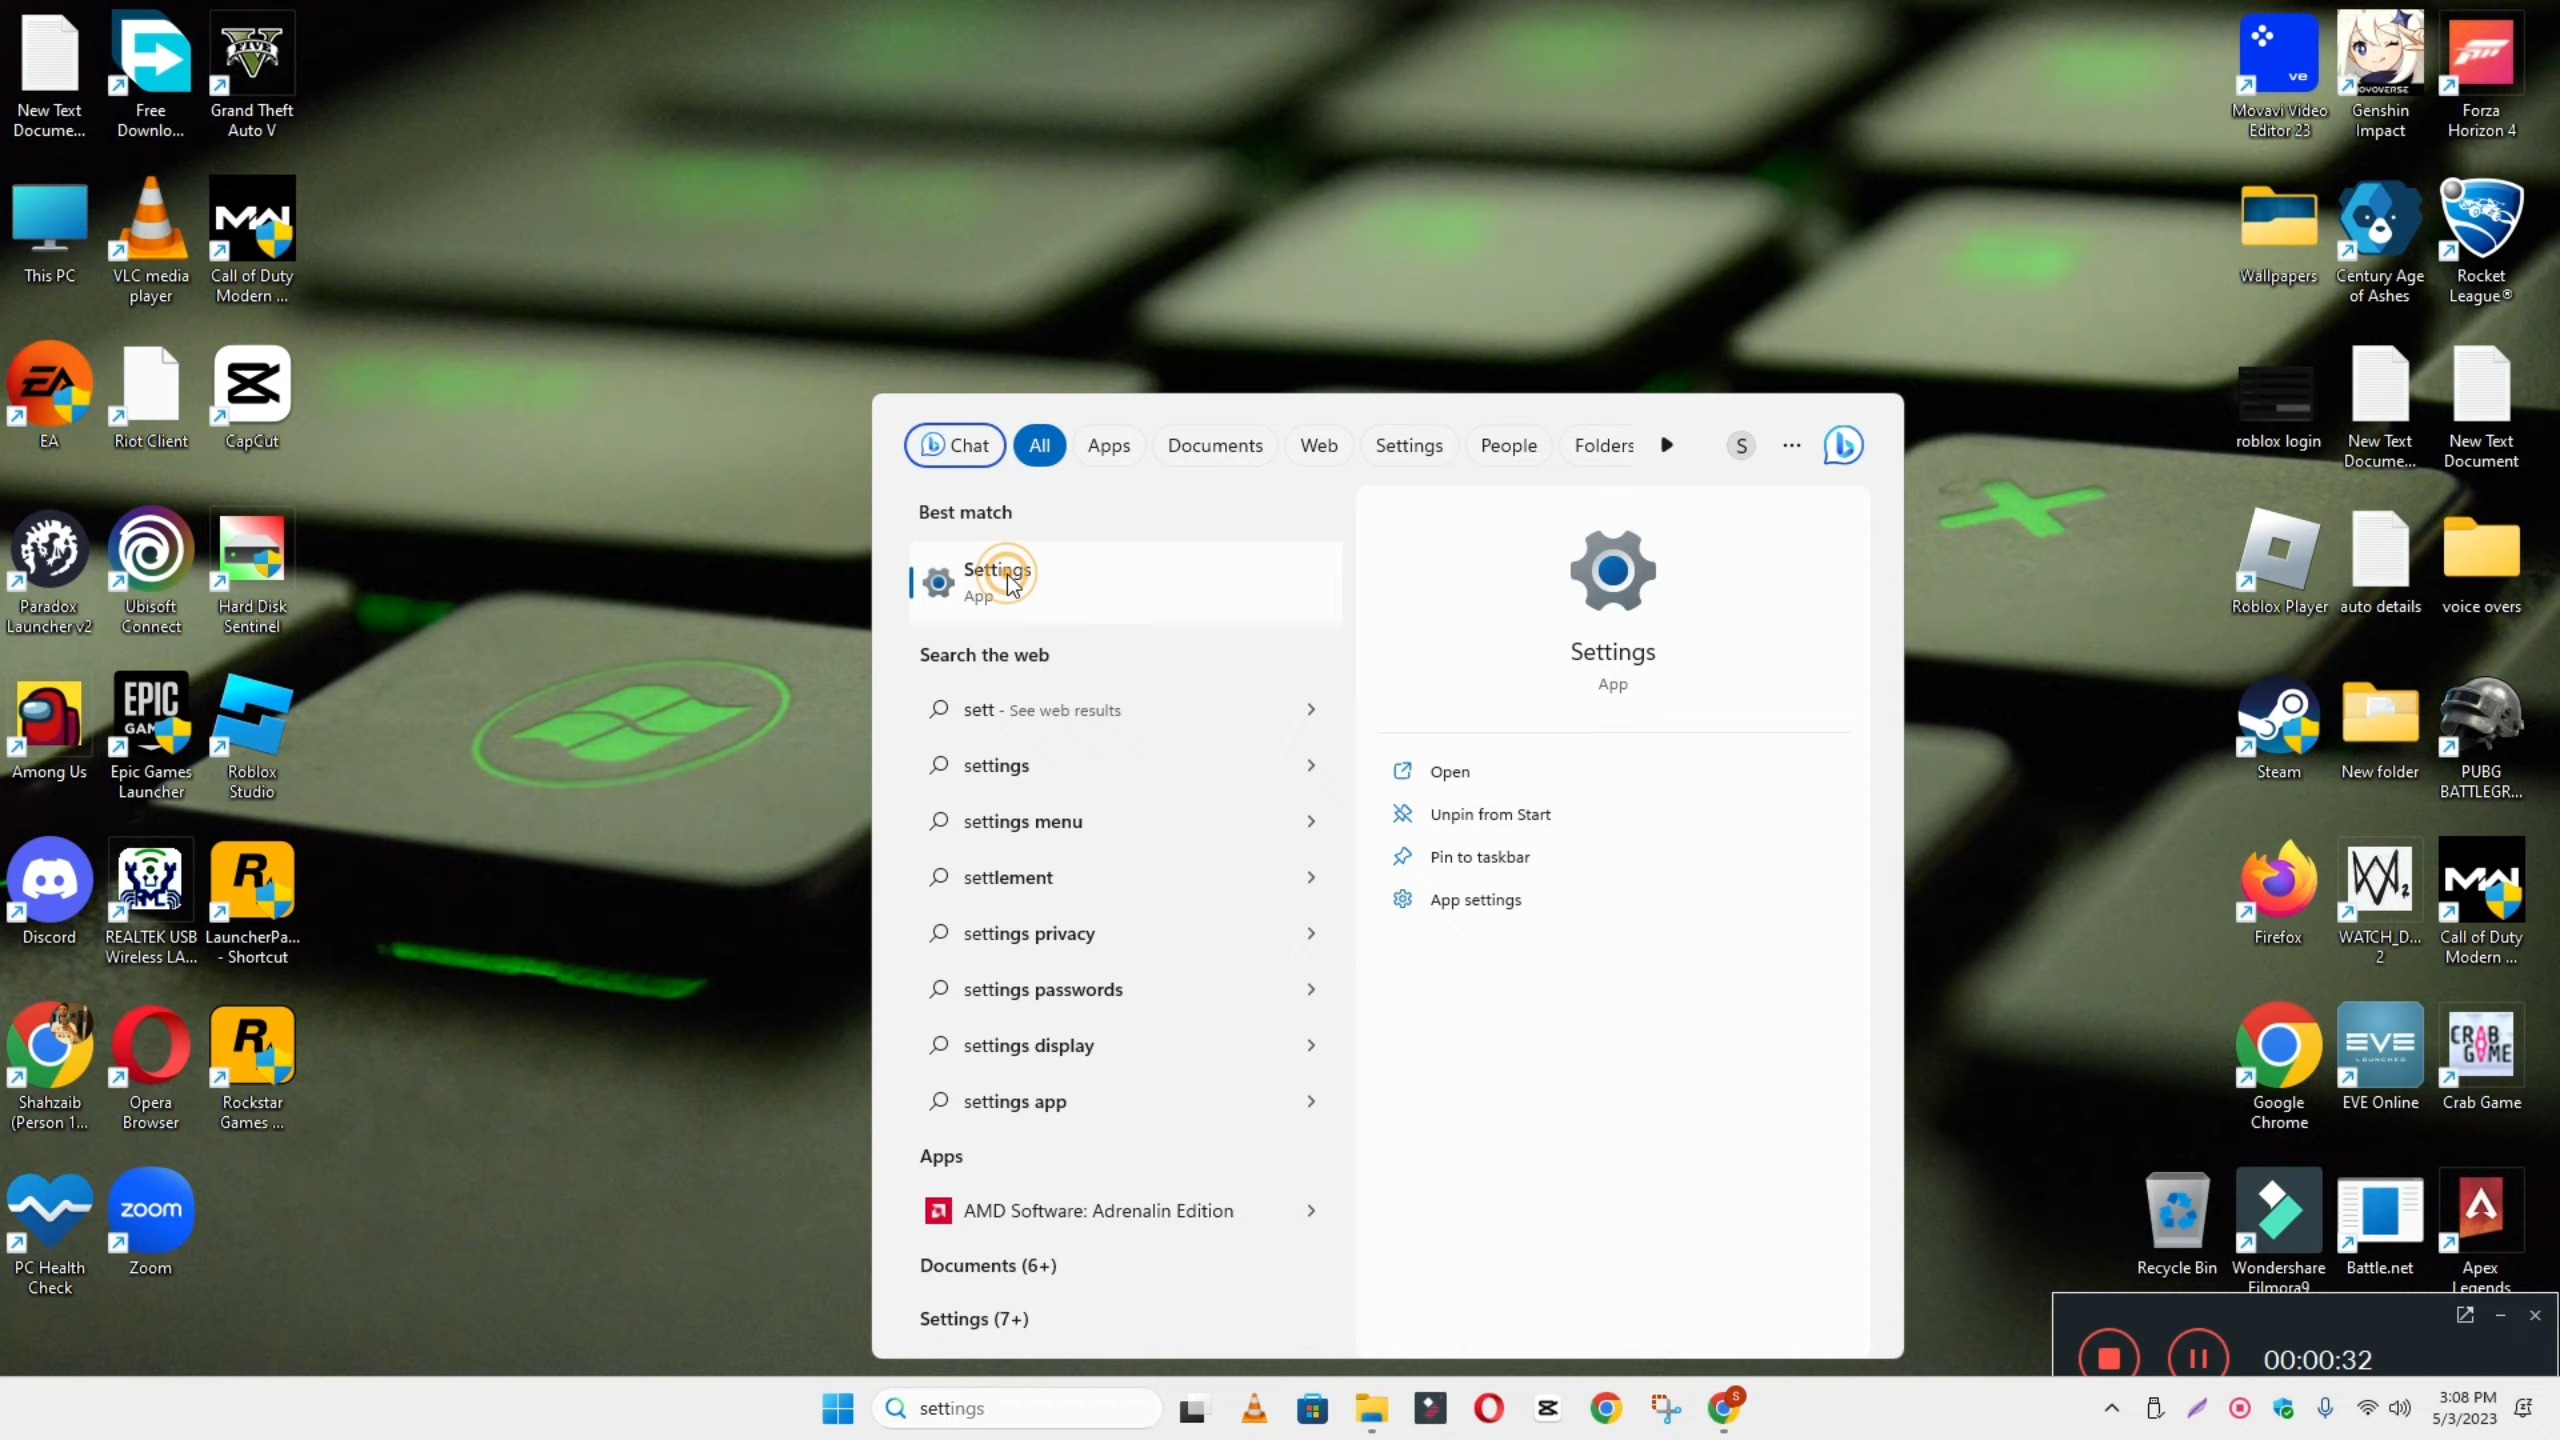 New Text
Docume...
Free
Downlo...
Grand Theft
Auto V
This PC
VLC media
player
Call of Duty
Modern ...
EA
Riot Client
CapCut
Paradox
Launcher v2
Ubisoft
Connect
Hard Disk
Sentinel
Among Us
Epic Games
Launcher
Roblox
Studio
Discord
REALTEK USB
Wireless LA...
LauncherPa...
- Shortcut
Shahzaib
(Person 1...
Opera
Browser
Rockstar
Games ...
PC Health
Check
zoom
Zoom
Chat
All
Apps
Documents
Web
Settings
People
Folders
S
Best match
Settings
App
Search the web
sett - See web results
settings
settings menu
settlement
settings privacy
settings passwords
settings display
settings app
Apps
AMD Software: Adrenalin Edition
Documents (6+)
Settings (7+)
Settings
App
Open
Unpin from Start
Pin to taskbar
App settings
ve
Movavi Video
Editor 23
Genshin
Impact
Forza
Horizon 4
Wallpapers
Century Age
of Ashes
Rocket
League®
roblox login
New Text
Docume...
New Text
Document
Roblox Player
auto details
voice overs
Steam
New folder
PUBG
BATTLEGR...
Firefox
WATCH_D...
2
Call of Duty
Modern ...
Google
Chrome
EVE
EVE Online
CRAB
GAME
Crab Game
Recycle Bin
Wondershare
Filmora9
Battle.net
Apex
Legends
00:00:32
settings
S
3:08 PM
5/3/2023